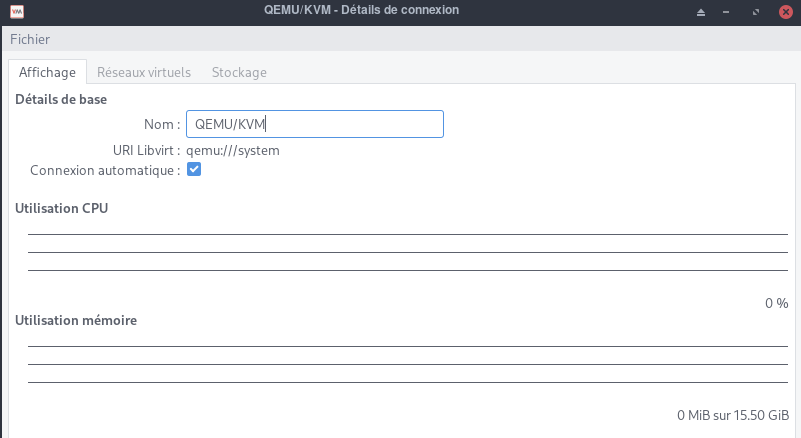 VM
QEMU/KVM - Détails de connexion
Fichier
Affichage Réseaux virtuels Stockage
Détails de base
Nom : QEMU/KVM
URI Libvirt : qemu:///system
Connexion automatique :
Utilisation CPU
0 %
Utilisation mémoire
0 MiB sur 15.50 GiB